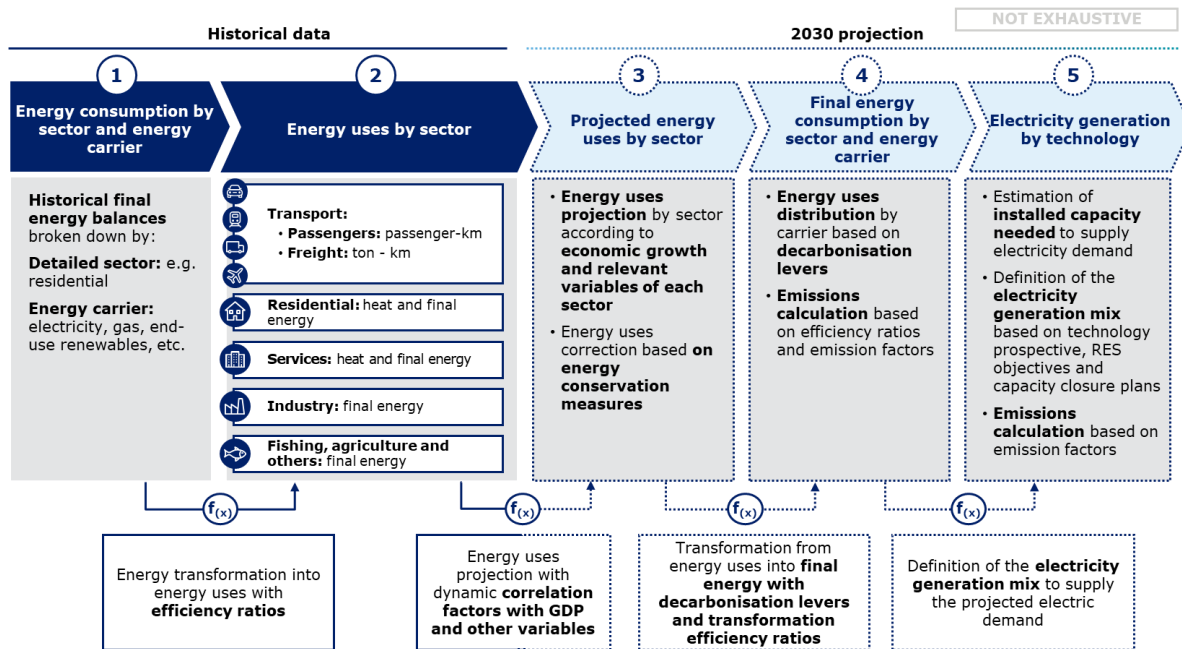 NOT EXHAUSTIVE
Historical data
2030 projection
1
Energy consumption by
sector and energy
carrier
2
Energy uses by sector
3
Projected energy
uses by sector
4
Final energy
consumption by
sector and energy
carrier
5
Electricity generation
by technology
Historical final
energy balances
broken down by:
Detailed sector: e.g.
residential
Energy carrier:
electricity, gas, end-
use renewables, etc.
Transport:
• Passengers: passenger-km
• Freight: ton - km
Residential: heat and final
energy
Services: heat and final energy
Industry: final energy
Fishing, agriculture and
others: final energy
• Energy uses
projection by sector
according to
economic growth
and relevant
variables of each
sector
• Energy uses
correction based on
energy
conservation
measures
• Energy uses
distribution by
carrier based on
decarbonisation
levers
• Emissions
calculation based
on efficiency ratios
and emission factors
• Estimation of
installed capacity
needed to supply
electricity demand
• Definition of the
electricity
generation mix
based on technology
prospective, RES
objectives and
capacity closure plans
• Emissions
calculation based on
emission factors
f(x)
f(x)
f(x)
f(x)
Energy transformation into
energy uses with
efficiency ratios
Energy uses
projection with
dynamic correlation
factors with GDP
and other variables
Transformation from
energy uses into final
energy with
decarbonisation levers
and transformation
efficiency ratios
Definition of the electricity
generation mix to supply
the projected electric
demand